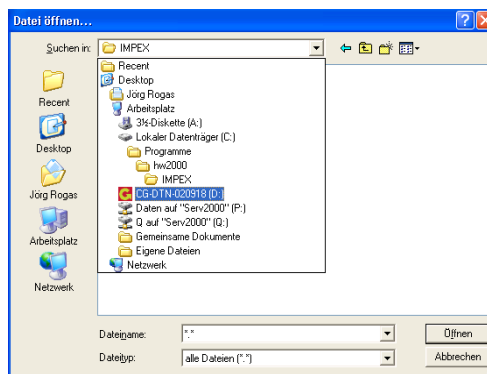 Datei öffnen...
Suchen in:
IMPEX
Recent
Desktop
Jörg Rogas
Arbeitsplatz
3½-Diskette (A:)
Lokaler Datenträger (C:)
Programme
hw2000
IMPEX
CG-DTN-020918 (D:)
Daten auf "Serv2000" (P:)
Q auf "Serv2000" (Q:)
Gemeinsame Dokumente
Eigene Dateien
Netzwerk
Recent
Desktop
Jörg Rogas
Arbeitsplatz
Netzwerk
Dateiname:
*.*
Öffnen
Dateityp:
alle Dateien (*.*)
Abbrechen